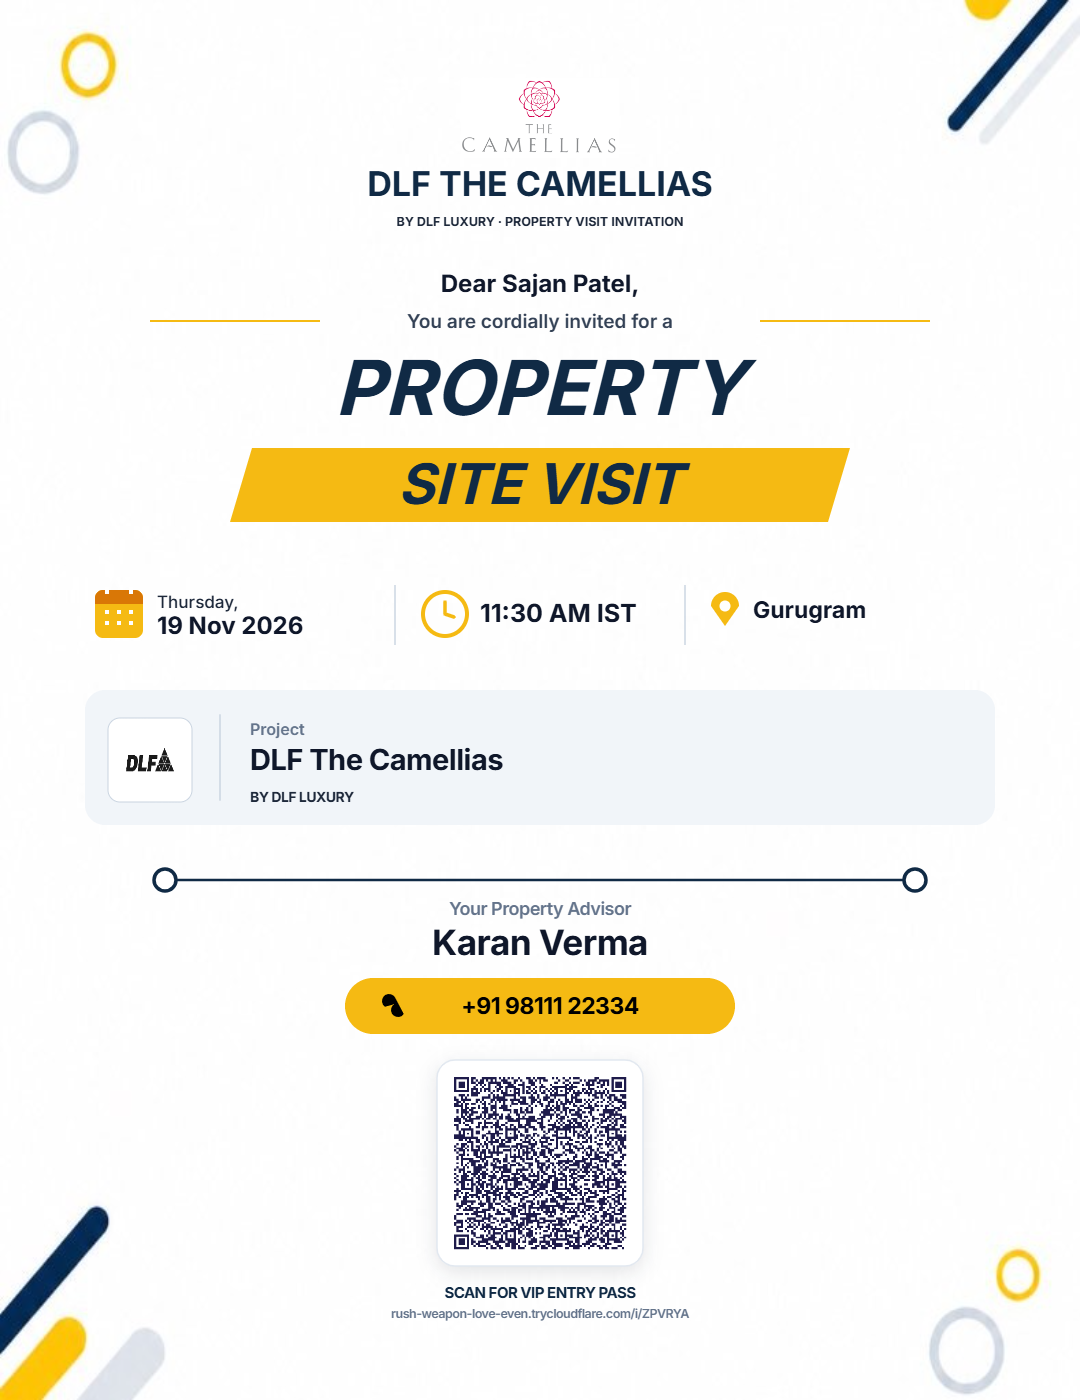 THE
CAMELLIAS
DLF THE CAMELLIAS
BY DLF LUXURY · PROPERTY VISIT INVITATION
Dear Sajan Patel,
You are cordially invited for a
PROPERTY
SITE VISIT
Thursday,
19 Nov 2026
11:30 AM IST
Gurugram
DLF
Project
DLF The Camellias
BY DLF LUXURY
Your Property Advisor
Karan Verma
+91 98111 22334
SCAN FOR VIP ENTRY PASS
rush-weapon-love-even.trycloudflare.com/i/ZPVRYA